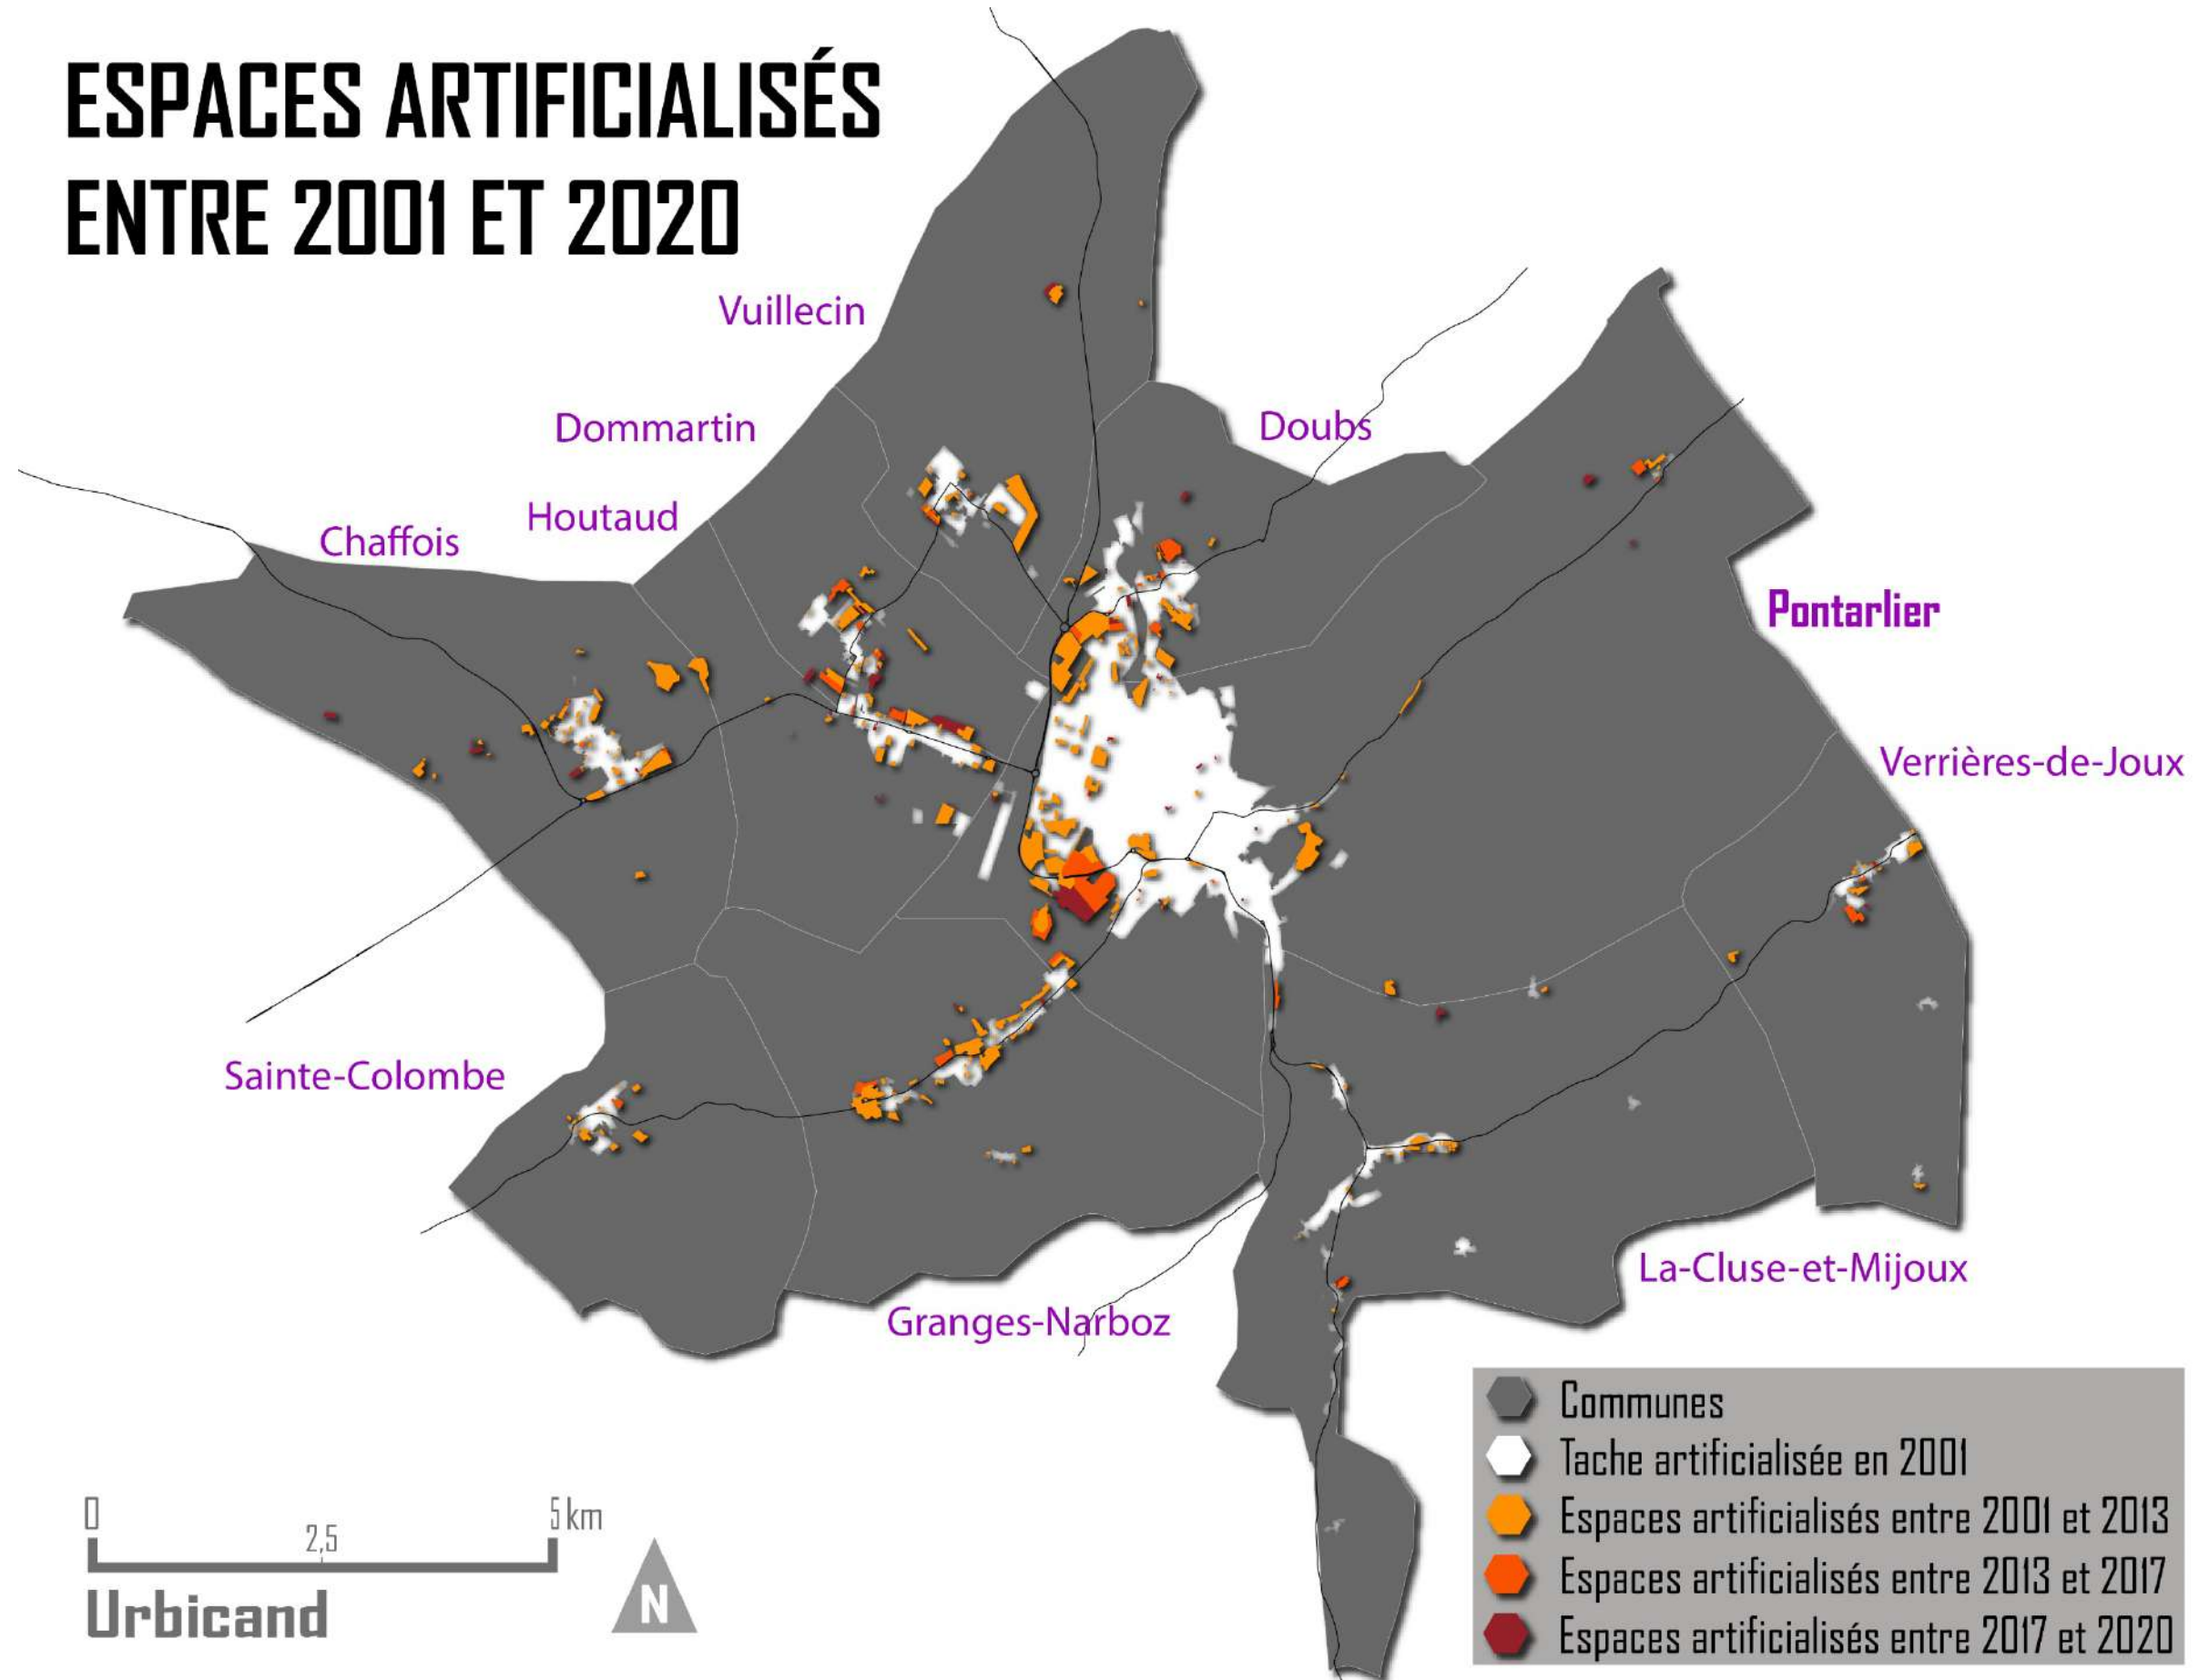 ESPACES ARTIFICIALISÉS
ENTRE 2001 ET 2020
Vuillecin
Dommartin
Doubs
Houtaud
Chaffois
Pontarlier
Verrières-de-Joux
Sainte-Colombe
La-Cluse-et-Mijoux
Granges-Narboz
Communes
Tache artificialisée en 2001
Espaces artificialisés entre 2001 et 2013
Espaces artificialisés entre 2013 et 2017
Espaces artificialisés entre 2017 et 2020
0
2,5
5 km
Urbicand
N